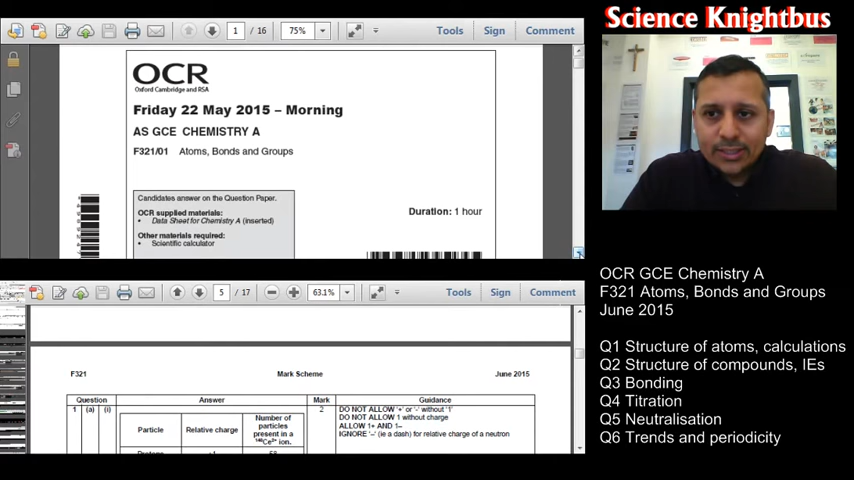 Science Knightbus
1 / 16
75%
Tools
Sign
Comment
OCR
Oxford Cambridge and RSA
Friday 22 May 2015 – Morning
AS GCE CHEMISTRY A
F321/01 Atoms, Bonds and Groups
Candidates answer on the Question Paper.
OCR supplied materials:
• Data Sheet for Chemistry A (inserted)
Other materials required:
• Scientific calculator
Duration: 1 hour
5 / 17
63.1%
Tools
Sign
Comment
F321
Mark Scheme
June 2015
Question
Answer
Mark
Guidance
1 (a) (i)
Particle
Relative charge
Number of
particles
present in a
¹⁴⁰Ce²⁺ ion.
2
DO NOT ALLOW '+' or '-' without '1'
DO NOT ALLOW 1 without charge
ALLOW 1+ AND 1–
IGNORE '–' (ie a dash) for relative charge of a neutron
OCR GCE Chemistry A
F321 Atoms, Bonds and Groups
June 2015
Q1 Structure of atoms, calculations
Q2 Structure of compounds, IEs
Q3 Bonding
Q4 Titration
Q5 Neutralisation
Q6 Trends and periodicity